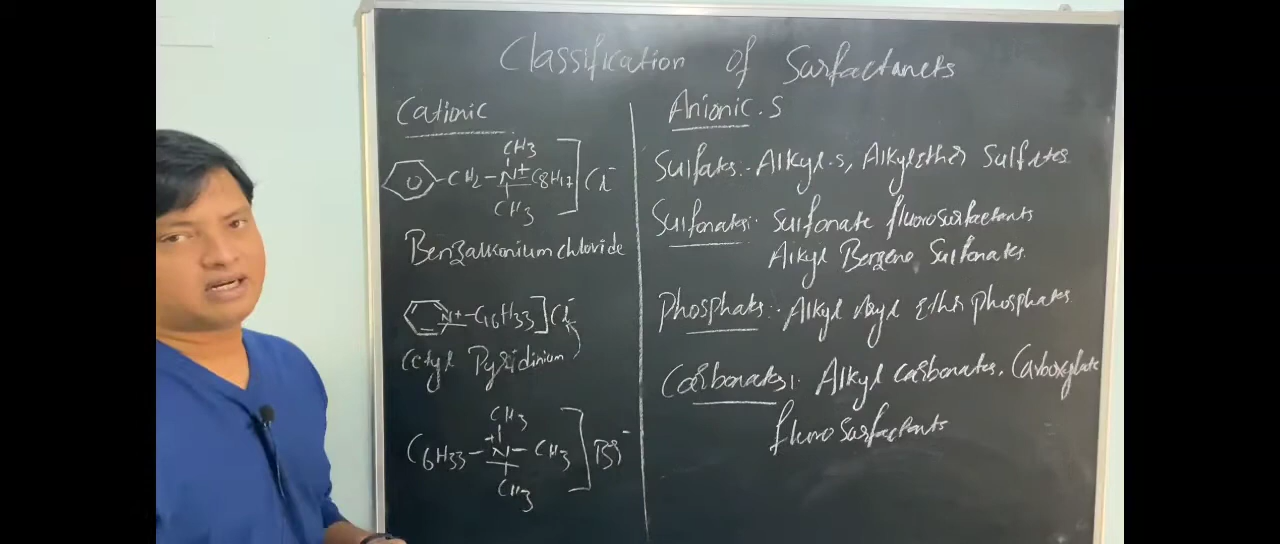 Classification of Surfactants
Cationic
CH3
CH2-N±C8H17]Cl-
CH3
Benzalkonium chloride
N+-C16H33]Cl-
Cetyl Pyridinium
CH3
C16H33-N+-CH3]Br-
CH3
Anionic.S
Sulfates:- Alkyl.S, AlkylEther Sulfates
Sulfonates:- Sulfonate fluorosurfactants
Alkyl Benzene Sulfonates.
Phosphates:- Alkyl Aryl Ether phosphates
Carbonates:- Alkyl carbonates, Carboxylate
fluoro Surfactants